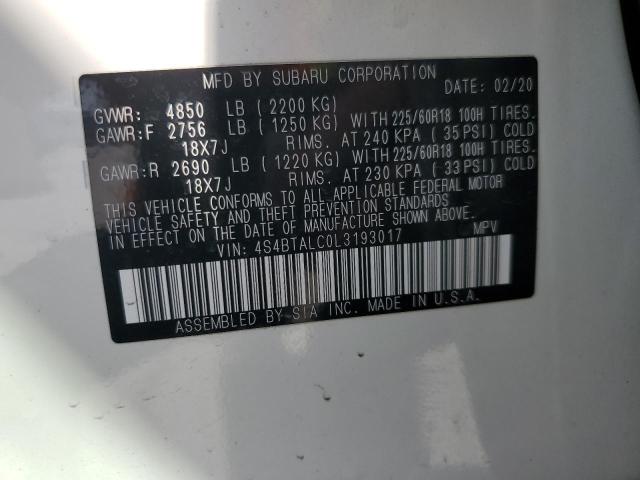 MFD BY SUBARU CORPORATION DATE: 02/20
GVWR: 4850 LB (2200 KG)
GAWR:F 2756 LB (1250 KG) WITH 225/60R18 100H TIRES.
18X7J RIMS. AT 240 KPA (35 PSI) COLD
GAWR:R 2690 LB (1220 KG) WITH 225/60R18 100H TIRES.
18X7J RIMS. AT 230 KPA (33 PSI) COLD
THIS VEHICLE CONFORMS TO ALL APPLICABLE FEDERAL MOTOR
VEHICLE SAFETY AND THEFT PREVENTION STANDARDS
IN EFFECT ON THE DATE OF MANUFACTURE SHOWN ABOVE.
VIN: 4S4BTALC0L3193017 MPV
ASSEMBLED BY SIA INC. MADE IN U.S.A.